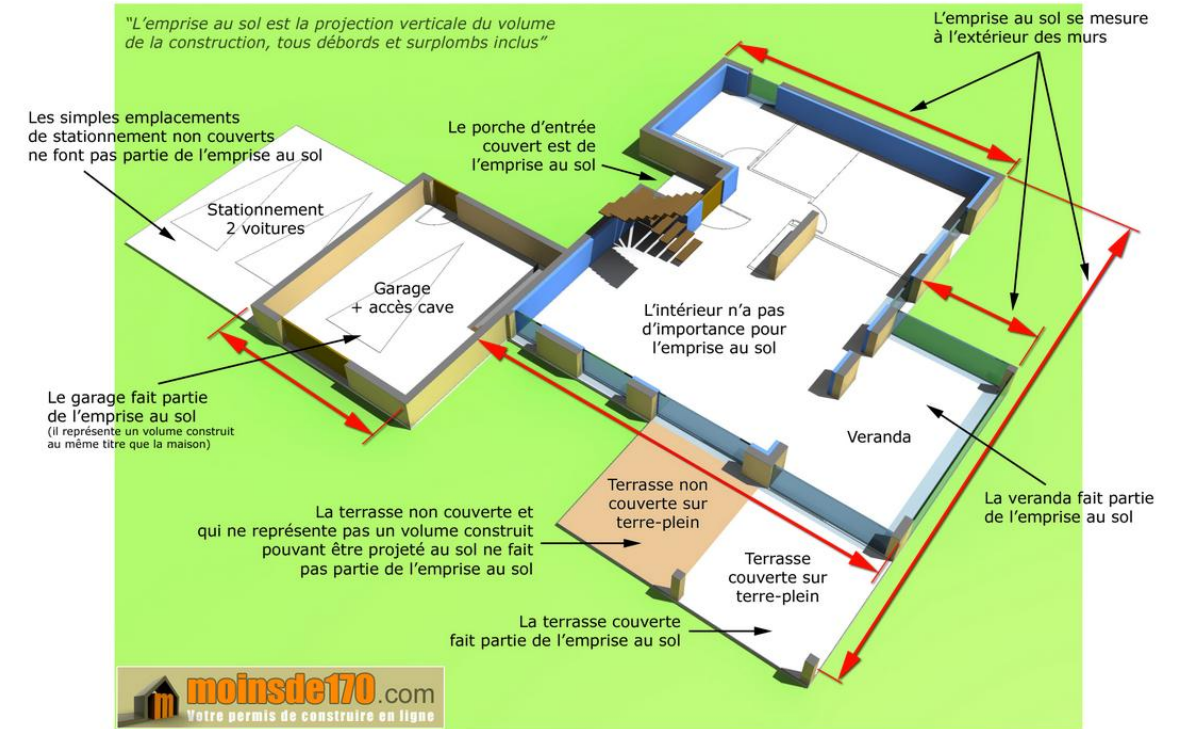 “L’emprise au sol est la projection verticale du volume
de la construction, tous débords et surplombs inclus”
L’emprise au sol se mesure
à l’extérieur des murs
Les simples emplacements
de stationnement non couverts
ne font pas partie de l’emprise au sol
Le porche d’entrée
couvert est de
l’emprise au sol
Stationnement
2 voitures
Garage
+ accès cave
L’intérieur n’a pas
d’importance pour
l’emprise au sol
Le garage fait partie
de l’emprise au sol
(il représente un volume construit
au même titre que la maison)
Veranda
La veranda fait partie
de l’emprise au sol
Terrasse non
couverte sur
terre-plein
La terrasse non couverte et
qui ne représente pas un volume construit
pouvant être projeté au sol ne fait
pas partie de l’emprise au sol
Terrasse
couverte sur
terre-plein
La terrasse couverte
fait partie de l’emprise au sol
m
moinsde170.com
Votre permis de construire en ligne